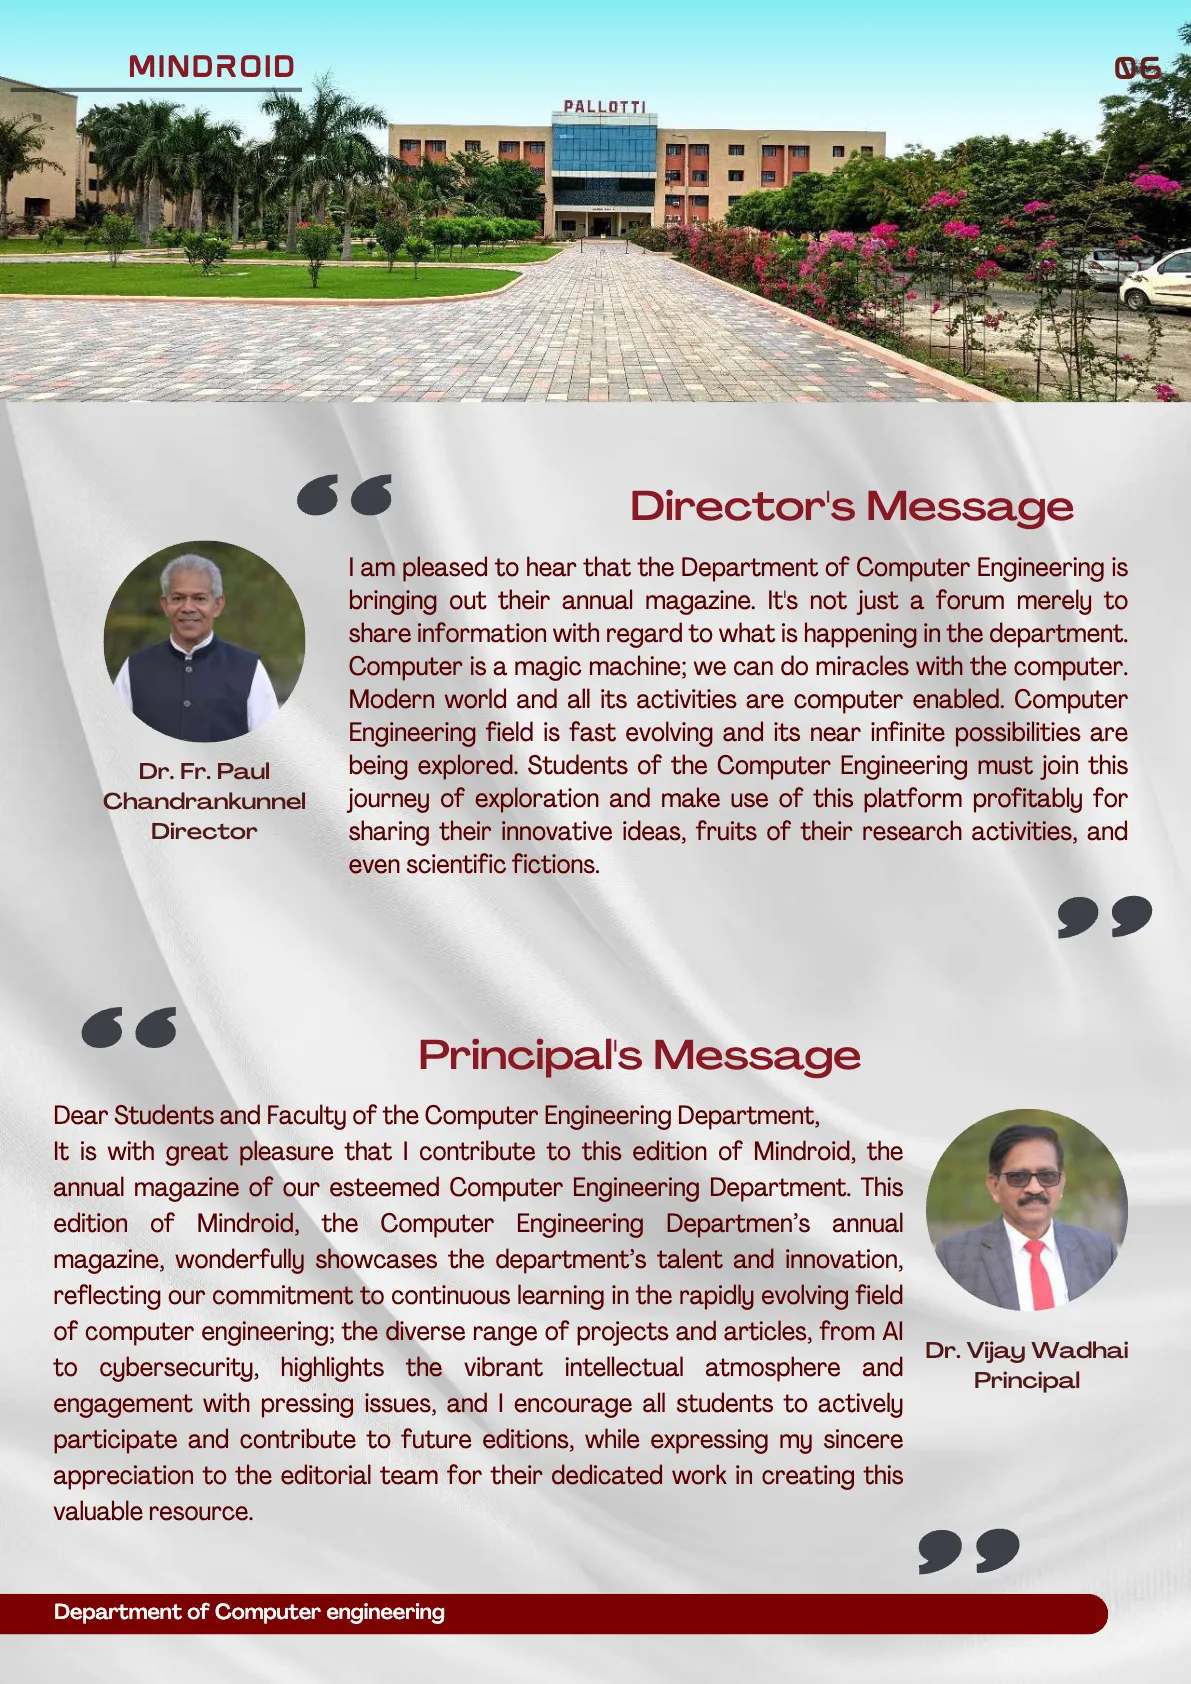 MINDROID
06
PALLOTTI
Director's Message
I am pleased to hear that the Department of Computer Engineering is
bringing out their annual magazine. It's not just a forum merely to
share information with regard to what is happening in the department.
Computer is a magic machine; we can do miracles with the computer.
Modern world and all its activities are computer enabled. Computer
Engineering field is fast evolving and its near infinite possibilities are
being explored. Students of the Computer Engineering must join this
journey of exploration and make use of this platform profitably for
sharing their innovative ideas, fruits of their research activities, and
even scientific fictions.
Dr. Fr. Paul
Chandrankunnel
Director
Principal's Message
Dear Students and Faculty of the Computer Engineering Department,
It is with great pleasure that I contribute to this edition of Mindroid, the
annual magazine of our esteemed Computer Engineering Department. This
edition of Mindroid, the Computer Engineering Departmen’s annual
magazine, wonderfully showcases the department’s talent and innovation,
reflecting our commitment to continuous learning in the rapidly evolving field
of computer engineering; the diverse range of projects and articles, from AI
to cybersecurity, highlights the vibrant intellectual atmosphere and
engagement with pressing issues, and I encourage all students to actively
participate and contribute to future editions, while expressing my sincere
appreciation to the editorial team for their dedicated work in creating this
valuable resource.
Dr. Vijay Wadhai
Principal
Department of Computer engineering